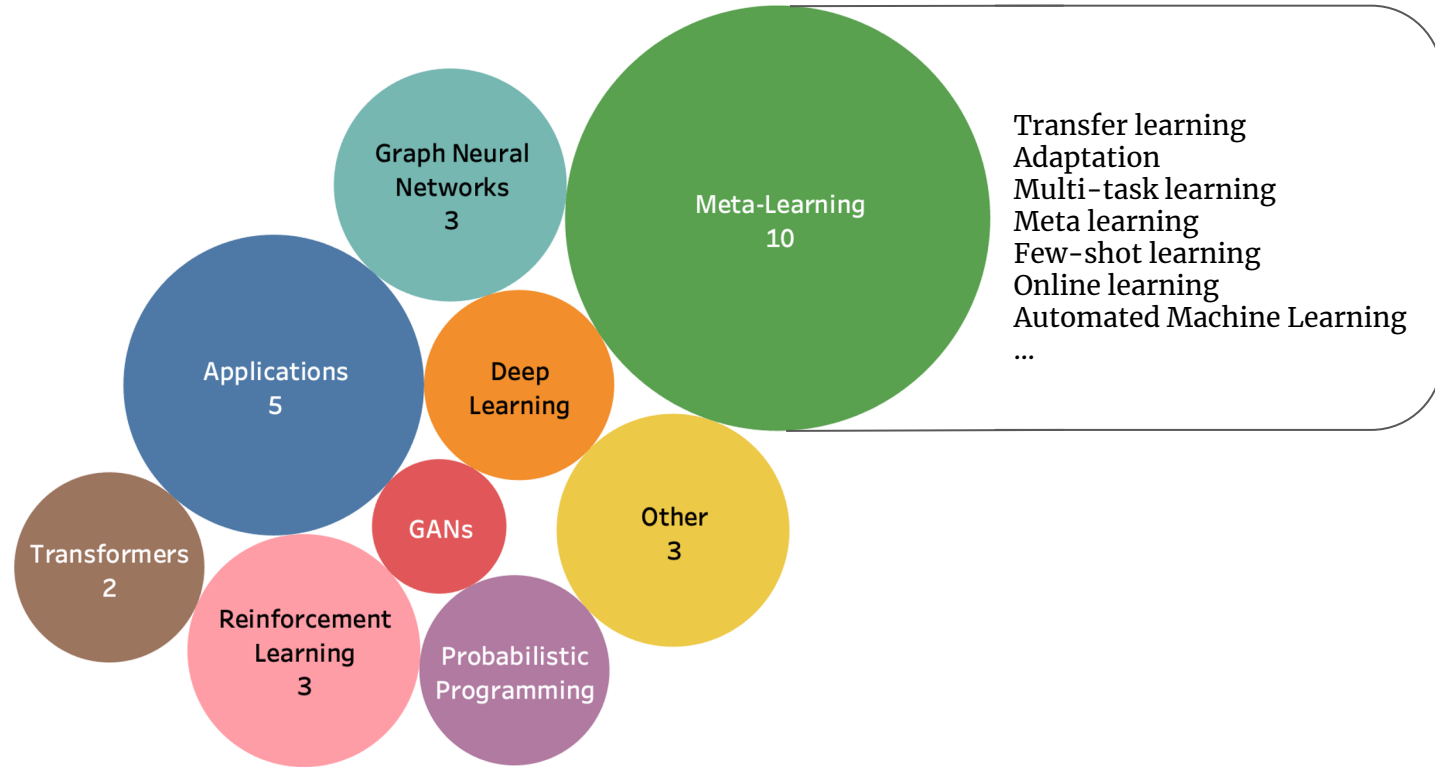 Graph Neural
Networks
3
Meta-Learning
10
Transfer learning
Adaptation
Multi-task learning
Meta learning
Few-shot learning
Online learning
Automated Machine Learning
...
Applications
5
Deep
Learning
GANs
Other
3
Transformers
2
Reinforcement
Learning
3
Probabilistic
Programming